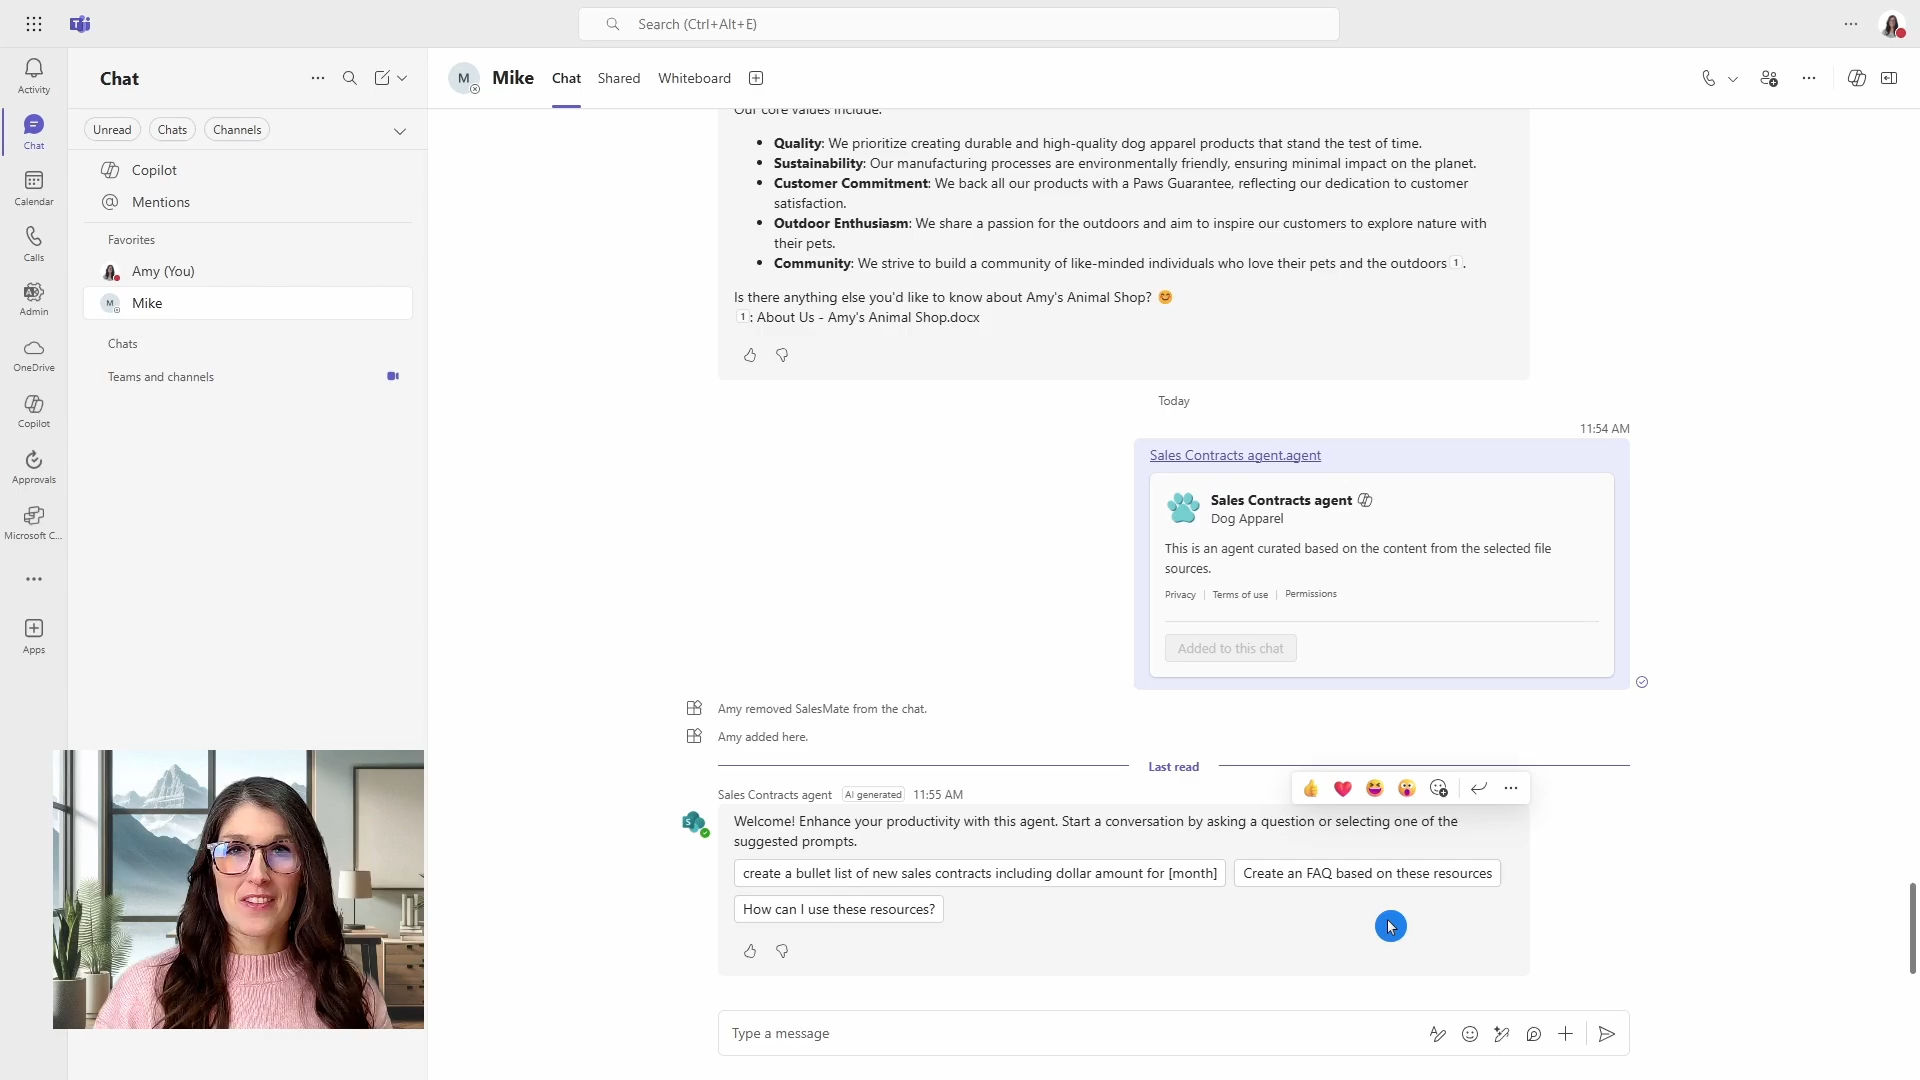 Search (Ctrl+Alt+E)
Activity
Chat
Calendar
Calls
Admin
OneDrive
Copilot
Approvals
Microsoft C...
Apps
Chat
Unread
Chats
Channels
Copilot
Mentions
Favorites
Amy (You)
M
Mike
Chats
Teams and channels
M
Mike
Chat
Shared
Whiteboard
Our core values include:
Quality: We prioritize creating durable and high-quality dog apparel products that stand the test of time.
Sustainability: Our manufacturing processes are environmentally friendly, ensuring minimal impact on the planet.
Customer Commitment: We back all our products with a Paws Guarantee, reflecting our dedication to customer
satisfaction.
Outdoor Enthusiasm: We share a passion for the outdoors and aim to inspire our customers to explore nature with
their pets.
Community: We strive to build a community of like-minded individuals who love their pets and the outdoors 1.
Is there anything else you'd like to know about Amy's Animal Shop? 😊
1: About Us - Amy's Animal Shop.docx
Today
11:54 AM
Sales Contracts agent.agent
Sales Contracts agent
Dog Apparel
This is an agent curated based on the content from the selected file
sources.
Privacy | Terms of use | Permissions
Added to this chat
Amy removed SalesMate from the chat.
Amy added here.
Last read
Sales Contracts agent AI generated 11:55 AM
Welcome! Enhance your productivity with this agent. Start a conversation by asking a question or selecting one of the
suggested prompts.
create a bullet list of new sales contracts including dollar amount for [month]
Create an FAQ based on these resources
How can I use these resources?
Type a message